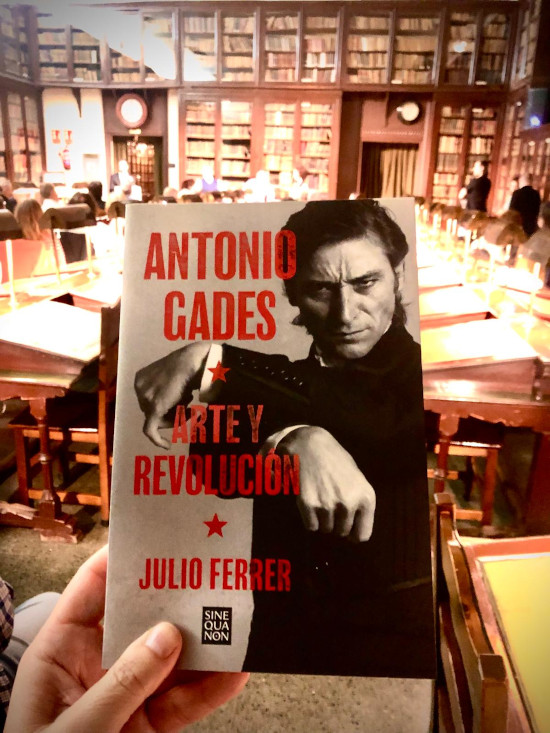 ANTONIO
GADES
ARTE Y
REVOLUCIÓN
JULIO FERRER
SINE
QUA
NON